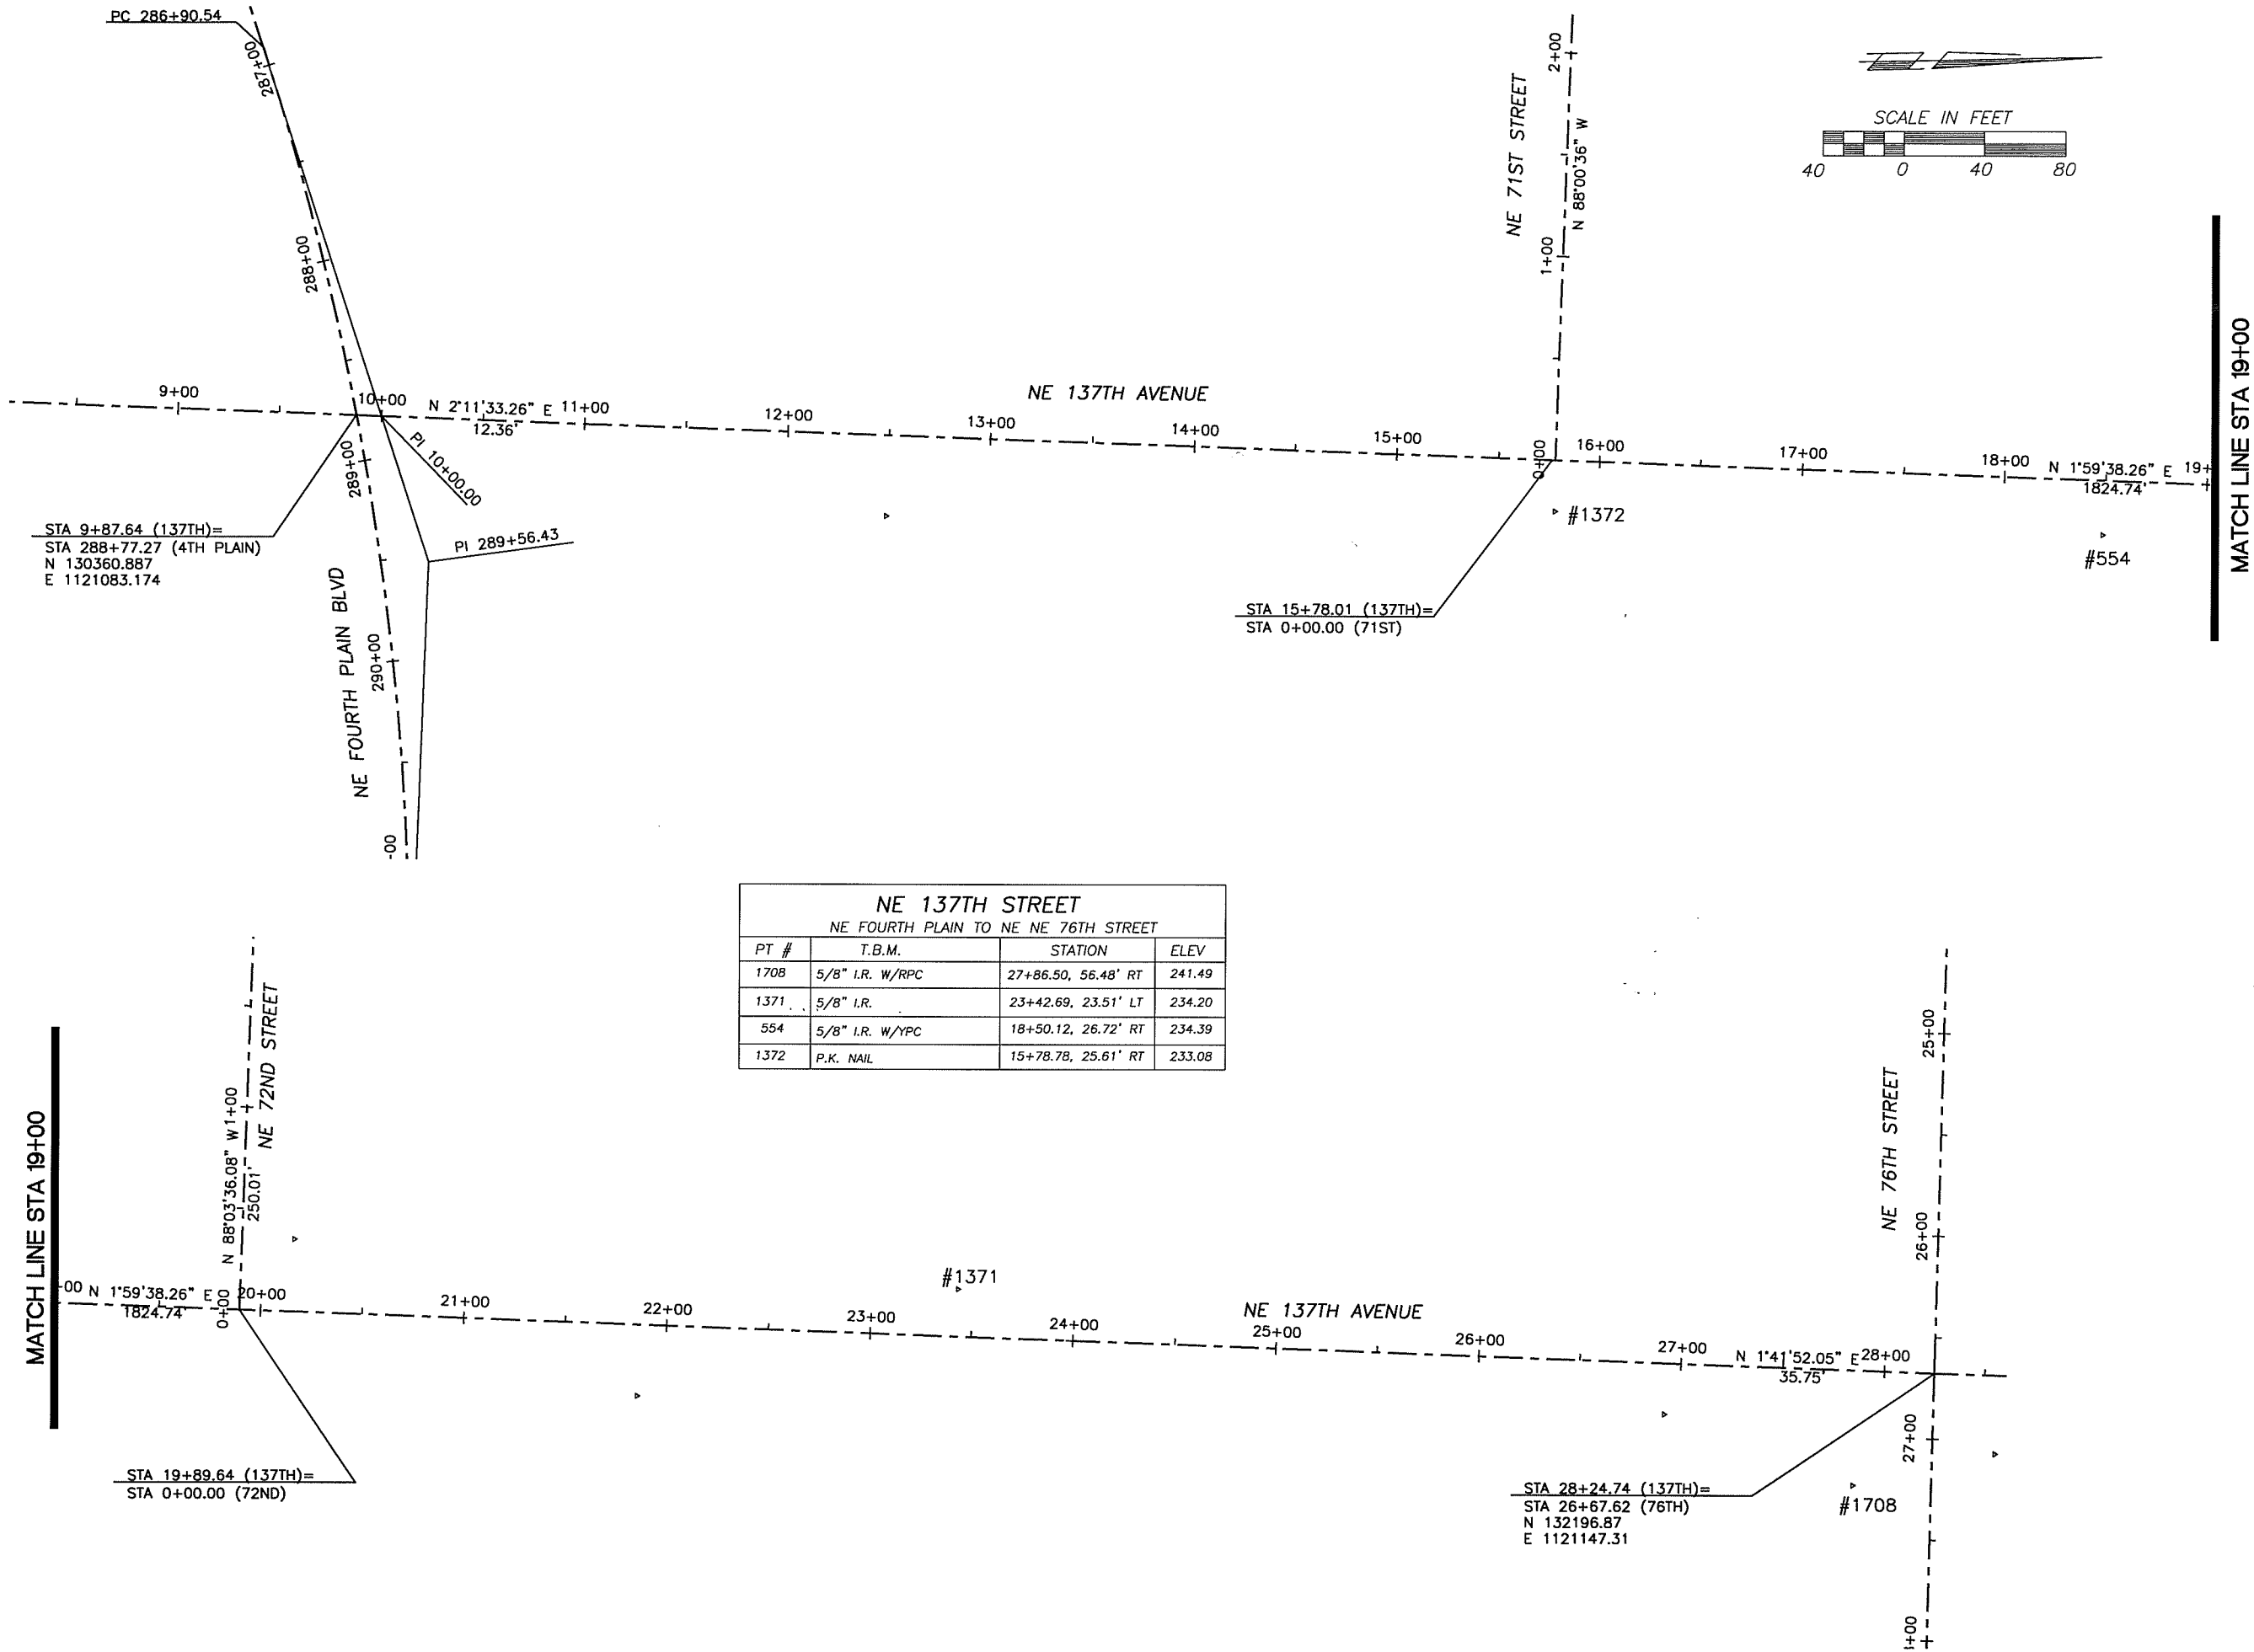 PC 286+90.54
287+00
288+00
289+00
290+00
-00
NE FOURTH PLAIN BLVD
9+00
10+00
N 2°11'33.26" E
12.36'
11+00
12+00
13+00
14+00
15+00
16+00
17+00
18+00
N 1°59'38.26" E
1824.74'
19+
NE 137TH AVENUE
PI 10+00.00
PI 289+56.43
STA 9+87.64 (137TH)=
STA 288+77.27 (4TH PLAIN)
N 130360.887
E 1121083.174
NE 71ST STREET
N 88°00'36" W
2+00
1+00
0+00
STA 15+78.01 (137TH)=
STA 0+00.00 (71ST)
#1372
#554
SCALE IN FEET
40 0 40 80
MATCH LINE STA 19+00
NE 137TH STREET
NE FOURTH PLAIN TO NE NE 76TH STREET
PT # T.B.M. STATION ELEV
1708 5/8" I.R. W/RPC 27+86.50, 56.48' RT 241.49
1371 5/8" I.R. 23+42.69, 23.51' LT 234.20
554 5/8" I.R. W/YPC 18+50.12, 26.72' RT 234.39
1372 P.K. NAIL 15+78.78, 25.61' RT 233.08
MATCH LINE STA 19+00
NE 72ND STREET
N 88°03'36.08" W
250.01'
1+00
0+00
+00
N 1°59'38.26" E
1824.74'
20+00
21+00
22+00
23+00
24+00
25+00
26+00
27+00
N 1°41'52.05" E
35.75'
28+00
#1371
NE 137TH AVENUE
STA 19+89.64 (137TH)=
STA 0+00.00 (72ND)
NE 76TH STREET
25+00
26+00
27+00
+00
STA 28+24.74 (137TH)=
STA 26+67.62 (76TH)
N 132196.87
E 1121147.31
#1708